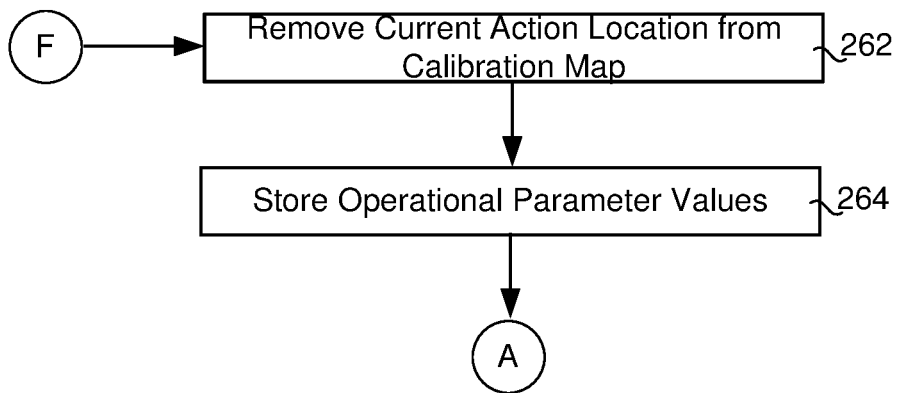 F
Remove Current Action Location from
Calibration Map
262
Store Operational Parameter Values
264
A